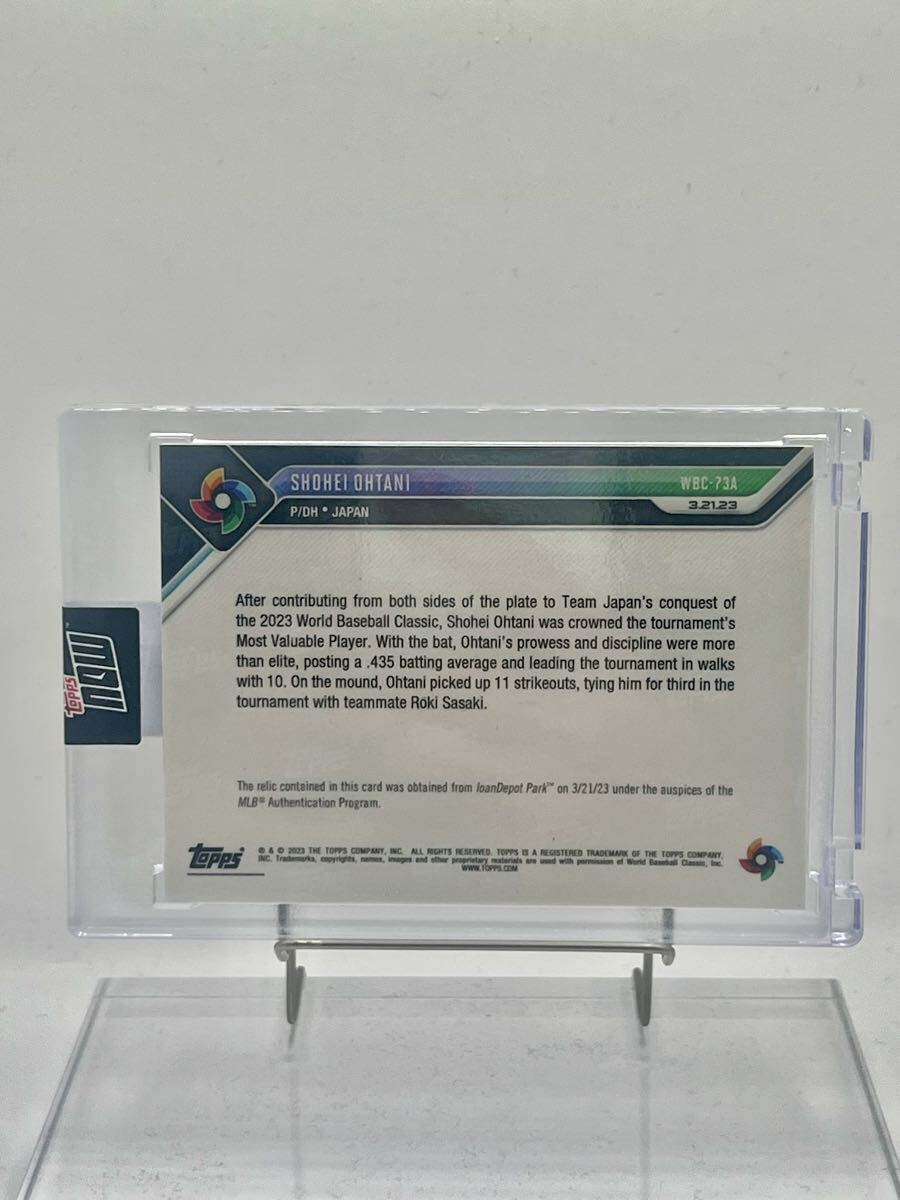 SHOHEI OHTANI
WBC-73A
P/DH • JAPAN
3.21.23
After contributing from both sides of the plate to Team Japan's conquest of
the 2023 World Baseball Classic, Shohei Ohtani was crowned the tournament's
Most Valuable Player. With the bat, Ohtani's prowess and discipline were more
than elite, posting a .435 batting average and leading the tournament in walks
with 10. On the mound, Ohtani picked up 11 strikeouts, tying him for third in the
tournament with teammate Roki Sasaki.
topps
NOW™
The relic contained in this card was obtained from loanDepot Park™ on 3/21/23 under the auspices of the
MLB® Authentication Program.
topps
® & © 2023 THE TOPPS COMPANY, INC. ALL RIGHTS RESERVED. TOPPS IS A REGISTERED TRADEMARK OF THE TOPPS COMPANY,
INC. Trademarks, copyrights, names, images and other proprietary materials are used with permission of World Baseball Classic, Inc.
WWW.TOPPS.COM